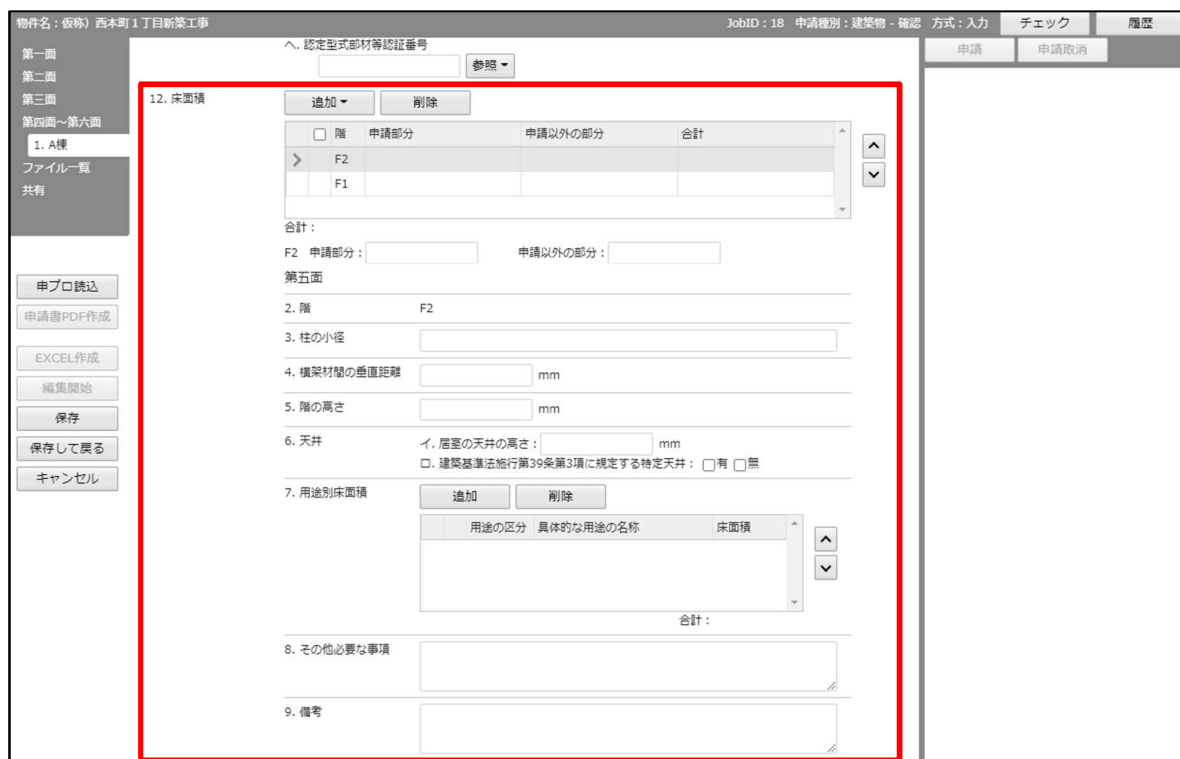 物件名：仮称）西本町１丁目新築工事 JobID：18 申請種別：建築物 - 確認 方式：入力 チェック 履歴
申請 申請取消
第一面
第二面
第三面
第四面～第六面
1. A棟
ファイル一覧
共有
申プロ読込
申請書PDF作成
EXCEL作成
編集開始
保存
保存して戻る
キャンセル
ヘ. 認定型式部材等認証番号
参照
12. 床面積 追加 削除
階 申請部分 申請以外の部分 合計
F2
F1
合計：
F2 申請部分： 申請以外の部分：
第五面
2. 階 F2
3. 柱の小径
4. 横架材間の垂直距離 mm
5. 階の高さ mm
6. 天井 イ. 居室の天井の高さ： mm
ロ. 建築基準法施行第39条第3項に規定する特定天井： 有 無
7. 用途別床面積 追加 削除
用途の区分 具体的な用途の名称 床面積
合計：
8. その他必要な事項
9. 備考